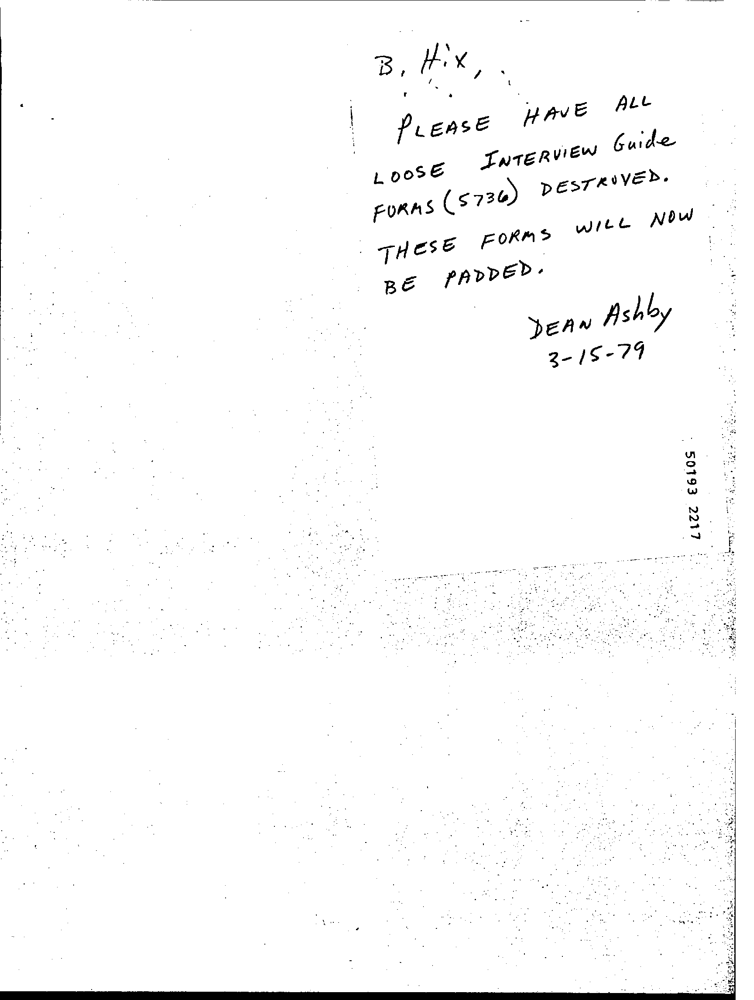 B. Hix,
PLEASE HAVE ALL
LOOSE INTERVIEW Guide
FORMS (5736) DESTROYED.
THESE FORMS WILL NOW
BE PADDED.
DEAN Ashby
3-15-79
50193 2217